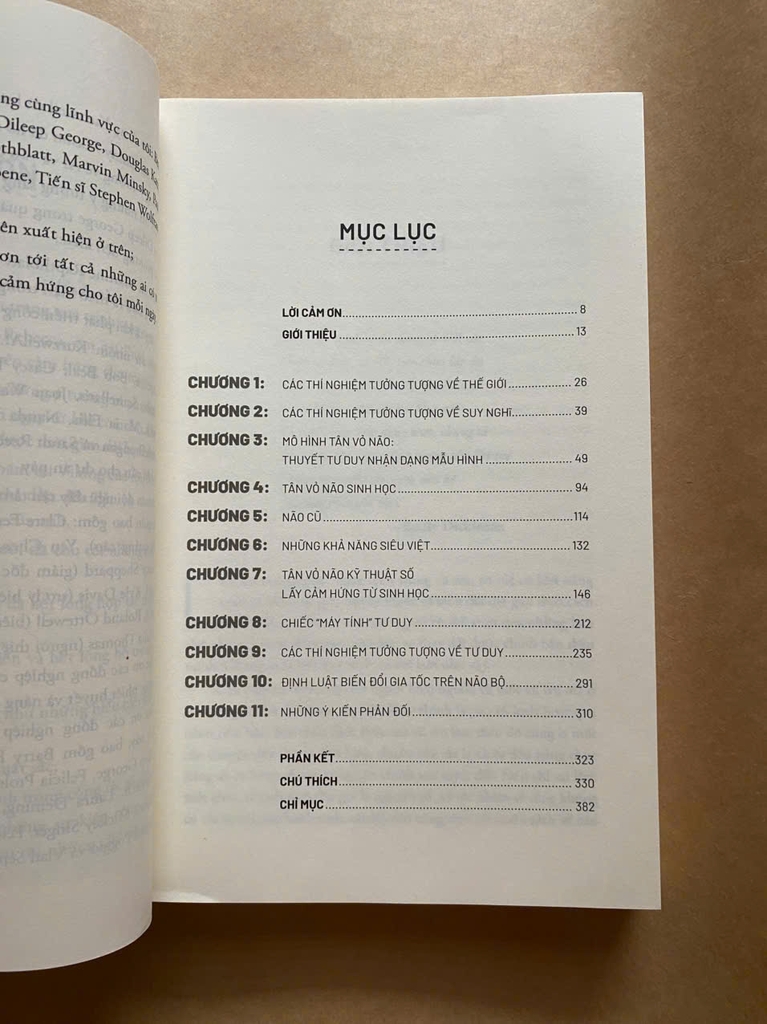 ng cùng lĩnh vực của tôi:
Dileep George, Douglas
thblatt, Marvin Minsky,
ene, Tiến sĩ Stephen
ên xuất hiện ở trên;
ơn tới tất cả những ai
cảm hứng cho tôi mỗi
MỤC LỤC
LỜI CẢM ƠN 8
GIỚI THIỆU 13
CHƯƠNG 1: CÁC THÍ NGHIỆM TƯỞNG TƯỢNG VỀ THẾ GIỚI 26
CHƯƠNG 2: CÁC THÍ NGHIỆM TƯỞNG TƯỢNG VỀ SUY NGHĨ 39
CHƯƠNG 3: MÔ HÌNH TÂN VỎ NÃO:
THUYẾT TƯ DUY NHẬN DẠNG MẪU HÌNH 49
CHƯƠNG 4: TÂN VỎ NÃO SINH HỌC 94
CHƯƠNG 5: NÃO CŨ 114
CHƯƠNG 6: NHỮNG KHẢ NĂNG SIÊU VIỆT 132
CHƯƠNG 7: TÂN VỎ NÃO KỸ THUẬT SỐ
LẤY CẢM HỨNG TỪ SINH HỌC 146
CHƯƠNG 8: CHIẾC "MÁY TÍNH" TƯ DUY 212
CHƯƠNG 9: CÁC THÍ NGHIỆM TƯỞNG TƯỢNG VỀ TƯ DUY 235
CHƯƠNG 10: ĐỊNH LUẬT BIẾN ĐỔI GIA TỐC TRÊN NÃO BỘ 291
CHƯƠNG 11: NHỮNG Ý KIẾN PHẢN ĐỐI 310
PHẦN KẾT 323
CHÚ THÍCH 330
CHỈ MỤC 382